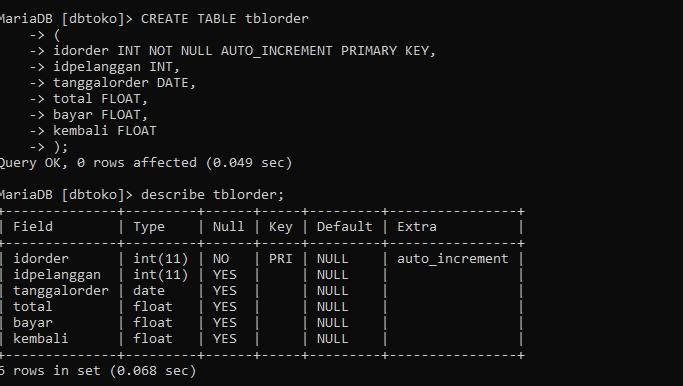 MariaDB [dbtoko]> CREATE TABLE tblorder
-> (
-> idorder INT NOT NULL AUTO_INCREMENT PRIMARY KEY,
-> idpelanggan INT,
-> tanggalorder DATE,
-> total FLOAT,
-> bayar FLOAT,
-> kembali FLOAT
-> );
Query OK, 0 rows affected (0.049 sec)
MariaDB [dbtoko]> describe tblorder;
+--------------+---------+------+-----+---------+----------------+
| Field | Type | Null | Key | Default | Extra |
+--------------+---------+------+-----+---------+----------------+
| idorder | int(11) | NO | PRI | NULL | auto_increment |
| idpelanggan | int(11) | YES | | NULL | |
| tanggalorder | date | YES | | NULL | |
| total | float | YES | | NULL | |
| bayar | float | YES | | NULL | |
| kembali | float | YES | | NULL | |
+--------------+---------+------+-----+---------+----------------+
6 rows in set (0.068 sec)